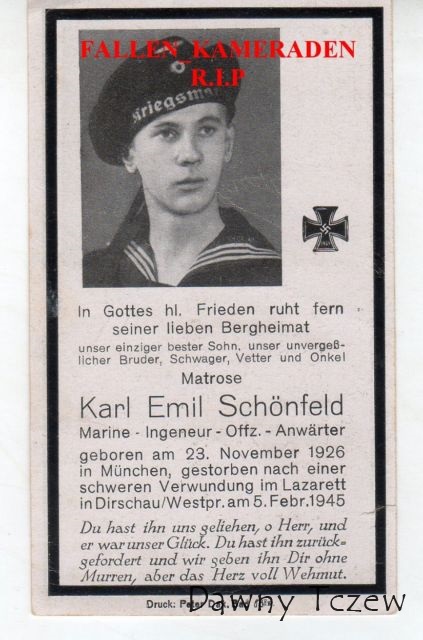 FALLEN KAMERADEN
R.I.P
Kriegsma
In Gottes hl. Frieden ruht fern
seiner lieben Bergheimat
unser einziger bester Sohn, unser unvergeß-
licher Bruder, Schwager, Vetter und Onkel
Matrose
Karl Emil Schönfeld
Marine - Ingeneur - Offz. - Anwärter
geboren am 23. November 1926
in München, gestorben nach einer
schweren Verwundung im Lazarett
in Dirschau/Westpr. am 5. Febr. 1945
Du hast ihn uns geliehen, o Herr, und
er war unser Glück. Du hast ihn zurück-
gefordert und wir geben ihn Dir ohne
Murren, aber das Herz voll Wehmut.
Druck: Peter Bad
Dawny Tczew